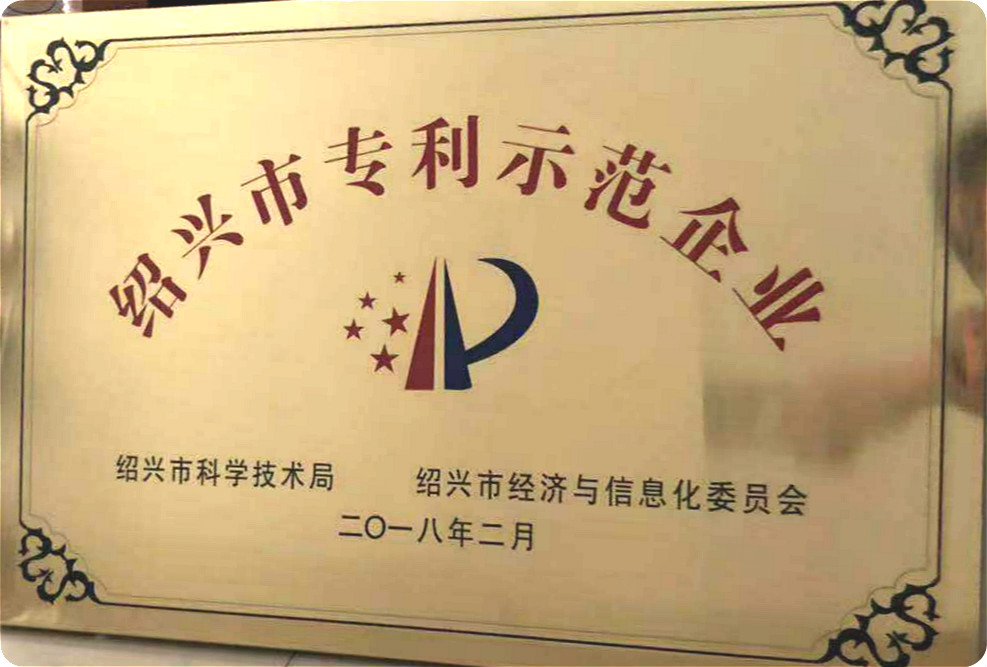 绍兴市专利示范企业
绍兴市科学技术局 绍兴市经济与信息化委员会
二〇一八年二月